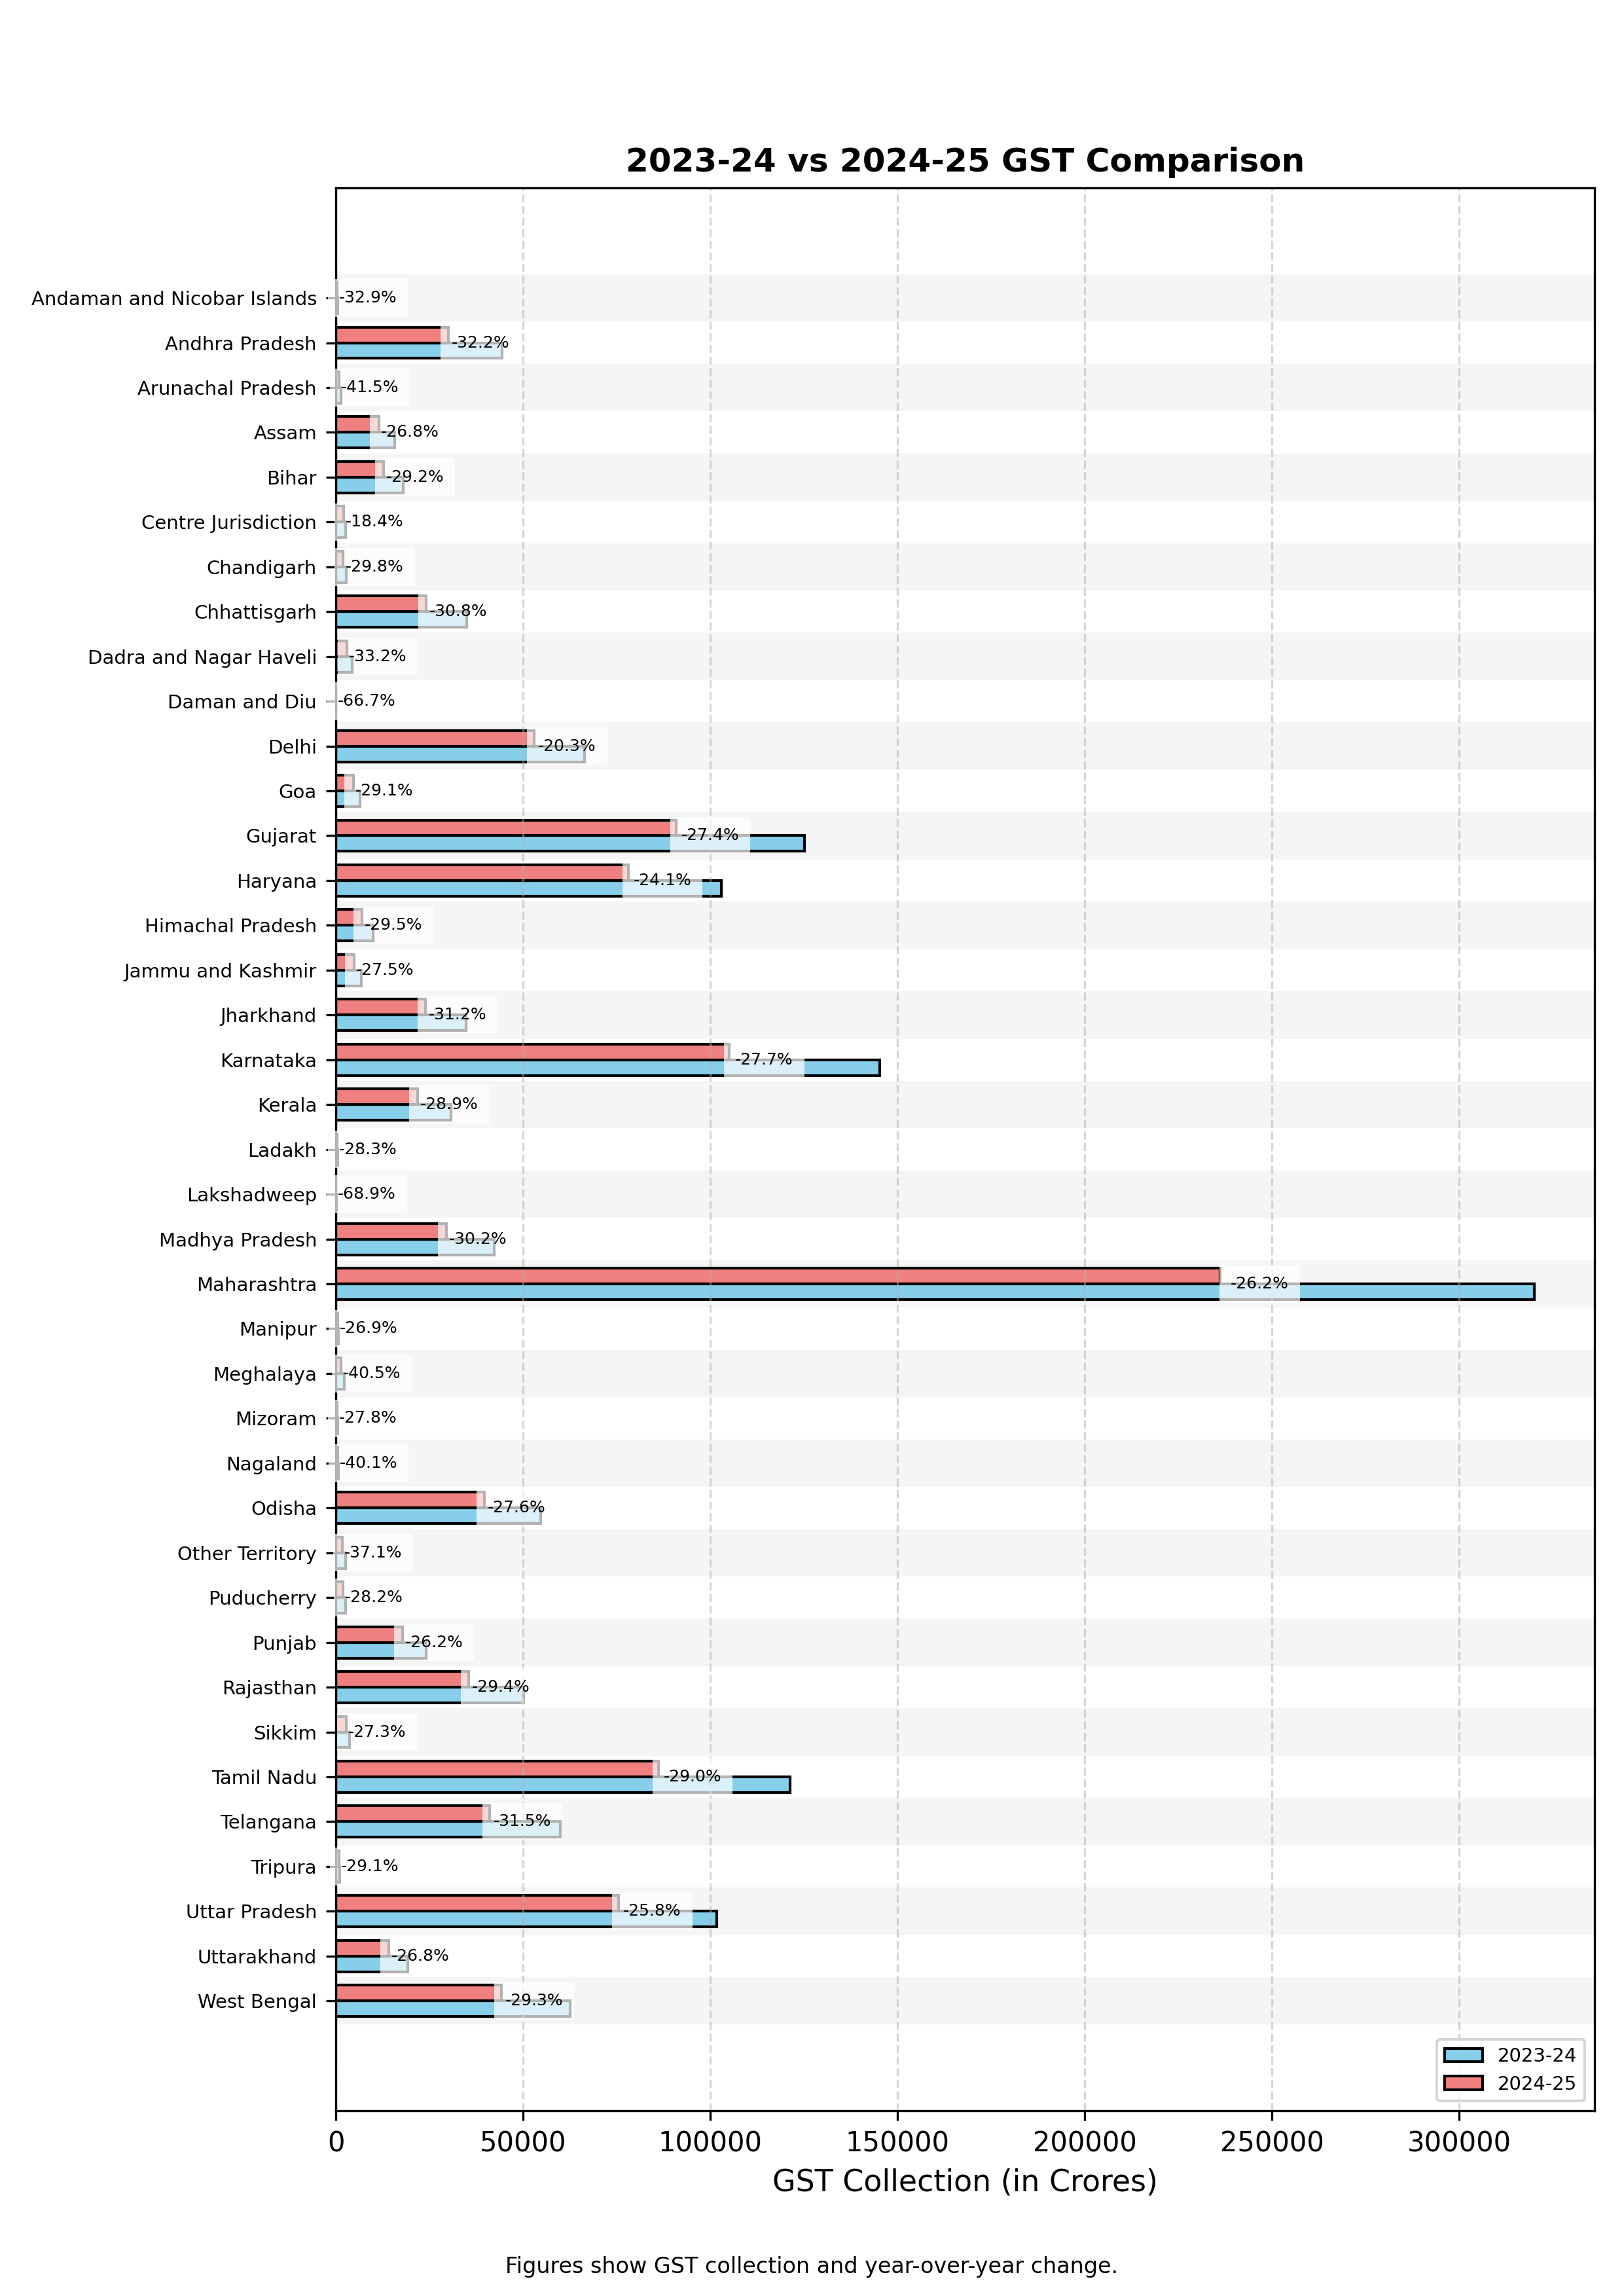 2023-24 vs 2024-25 GST Comparison
Andaman and Nicobar Islands -32.9%
Andhra Pradesh -32.2%
Arunachal Pradesh -41.5%
Assam -26.8%
Bihar -29.2%
Centre Jurisdiction -18.4%
Chandigarh -29.8%
Chhattisgarh -30.8%
Dadra and Nagar Haveli -33.2%
Daman and Diu -66.7%
Delhi -20.3%
Goa -29.1%
Gujarat -27.4%
Haryana -24.1%
Himachal Pradesh -29.5%
Jammu and Kashmir -27.5%
Jharkhand -31.2%
Karnataka -27.7%
Kerala -28.9%
Ladakh -28.3%
Lakshadweep -68.9%
Madhya Pradesh -30.2%
Maharashtra -26.2%
Manipur -26.9%
Meghalaya -40.5%
Mizoram -27.8%
Nagaland -40.1%
Odisha -27.6%
Other Territory -37.1%
Puducherry -28.2%
Punjab -26.2%
Rajasthan -29.4%
Sikkim -27.3%
Tamil Nadu -29.0%
Telangana -31.5%
Tripura -29.1%
Uttar Pradesh -25.8%
Uttarakhand -26.8%
West Bengal -29.3%
2023-24
2024-25
0 50000 100000 150000 200000 250000 300000
GST Collection (in Crores)
Figures show GST collection and year-over-year change.